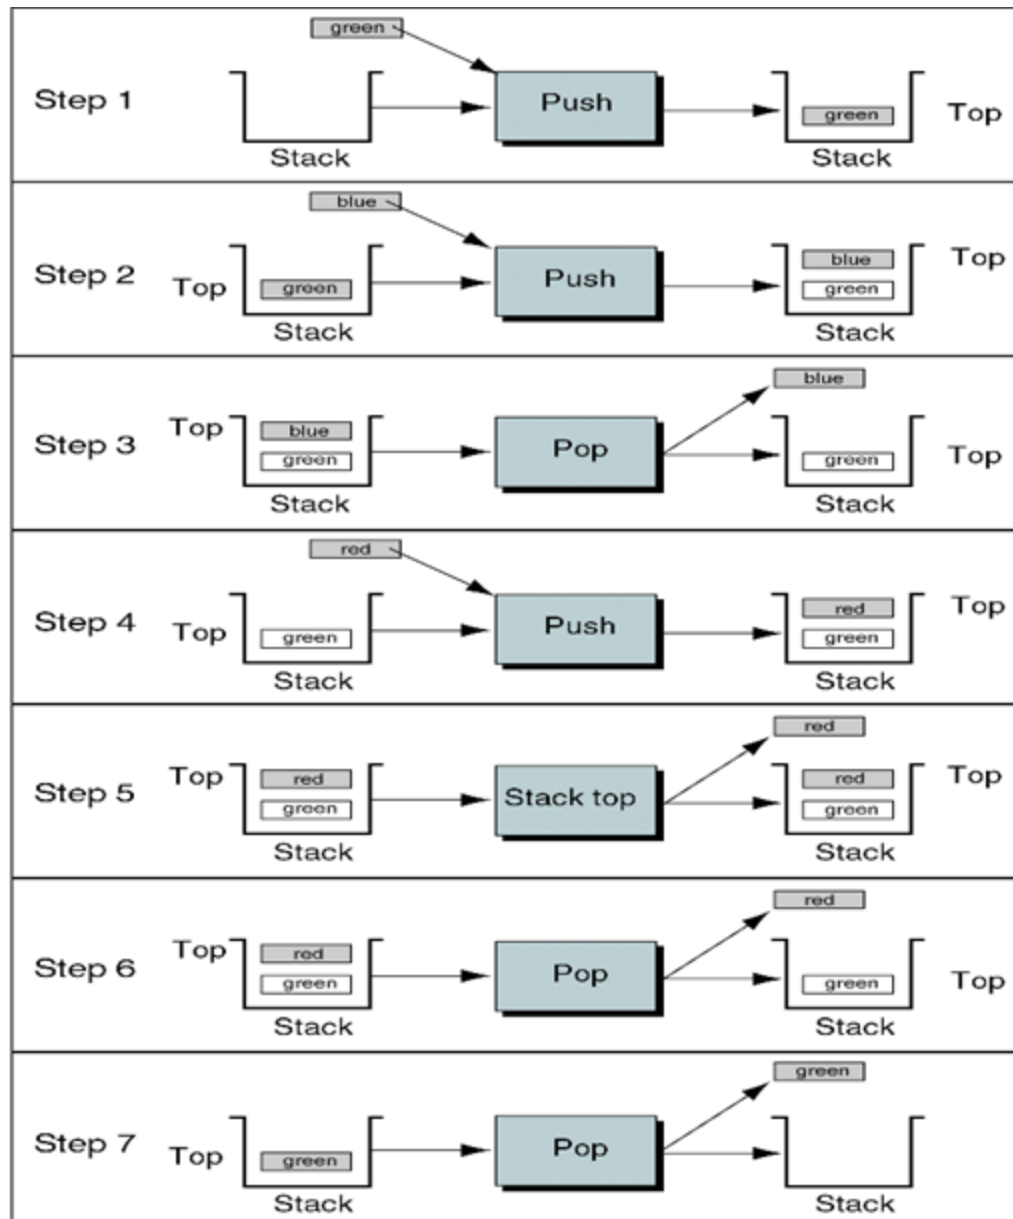 green
Step 1
Push
green
Top
Stack
Stack
blue
Step 2
Top
green
Push
blue
green
Top
Stack
Stack
blue
Step 3
Top
blue
green
Pop
green
Top
Stack
Stack
red
Step 4
Top
green
Push
red
green
Top
Stack
Stack
red
Step 5
Top
red
green
Stack top
red
green
Top
Stack
Stack
red
Step 6
Top
red
green
Pop
green
Top
Stack
Stack
green
Step 7
Top
green
Pop
Stack
Stack